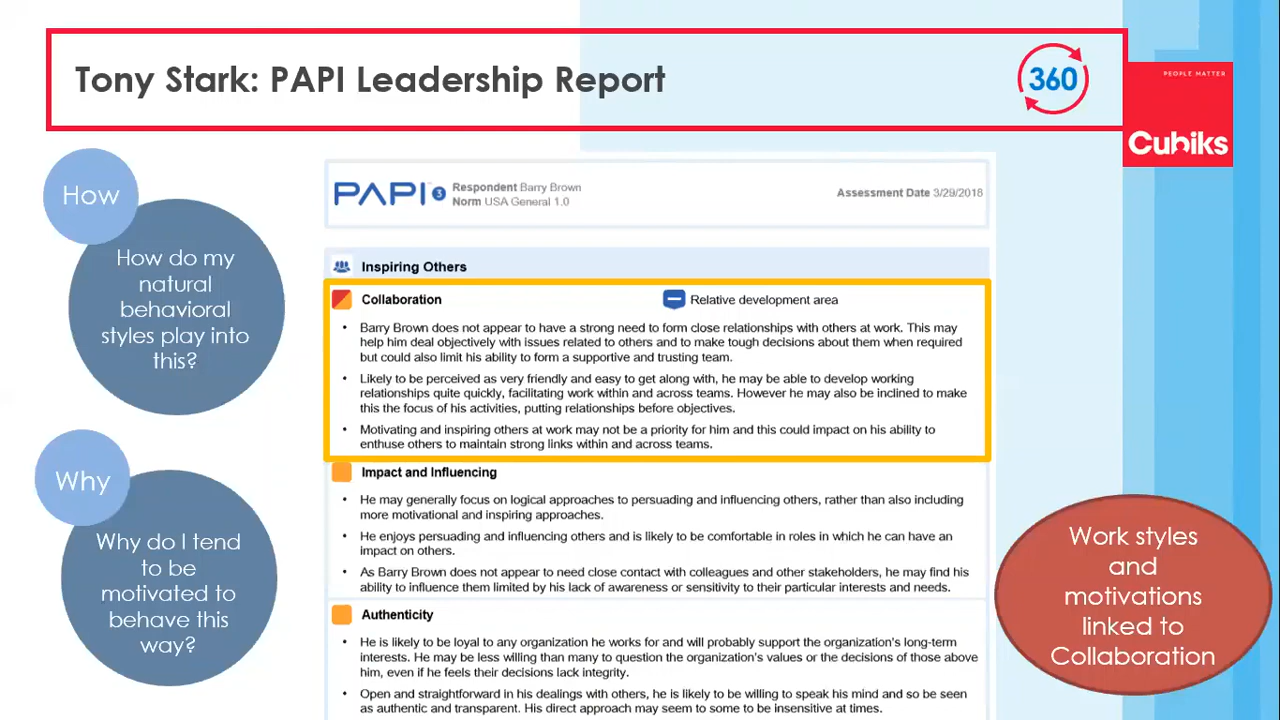 Tony Stark: PAPI Leadership Report
360
PEOPLE MATTER
Cubiks
How
How do my
natural
behavioral
styles play into
this?
Why
Why do I tend
to be
motivated to
behave this
way?
PAPI 3
Respondent Barry Brown
Norm USA General 1.0
Assessment Date 3/29/2018
Inspiring Others
Collaboration
Relative development area
• Barry Brown does not appear to have a strong need to form close relationships with others at work. This may
help him deal objectively with issues related to others and to make tough decisions about them when required
but could also limit his ability to form a supportive and trusting team.
• Likely to be perceived as very friendly and easy to get along with, he may be able to develop working
relationships quite quickly, facilitating work within and across teams. However he may also be inclined to make
this the focus of his activities, putting relationships before objectives.
• Motivating and inspiring others at work may not be a priority for him and this could impact on his ability to
enthuse others to maintain strong links within and across teams.
Impact and Influencing
• He may generally focus on logical approaches to persuading and influencing others, rather than also including
more motivational and inspiring approaches.
• He enjoys persuading and influencing others and is likely to be comfortable in roles in which he can have an
impact on others.
• As Barry Brown does not appear to need close contact with colleagues and other stakeholders, he may find his
ability to influence them limited by his lack of awareness or sensitivity to their particular interests and needs.
Authenticity
• He is likely to be loyal to any organization he works for and will probably support the organization's long-term
interests. He may be less willing than many to question the organization's values or the decisions of those above
him, even if he feels their decisions lack integrity.
• Open and straightforward in his dealings with others, he is likely to be willing to speak his mind and so be seen
as authentic and transparent. His direct approach may seem to some to be insensitive at times.
Work styles
and
motivations
linked to
Collaboration